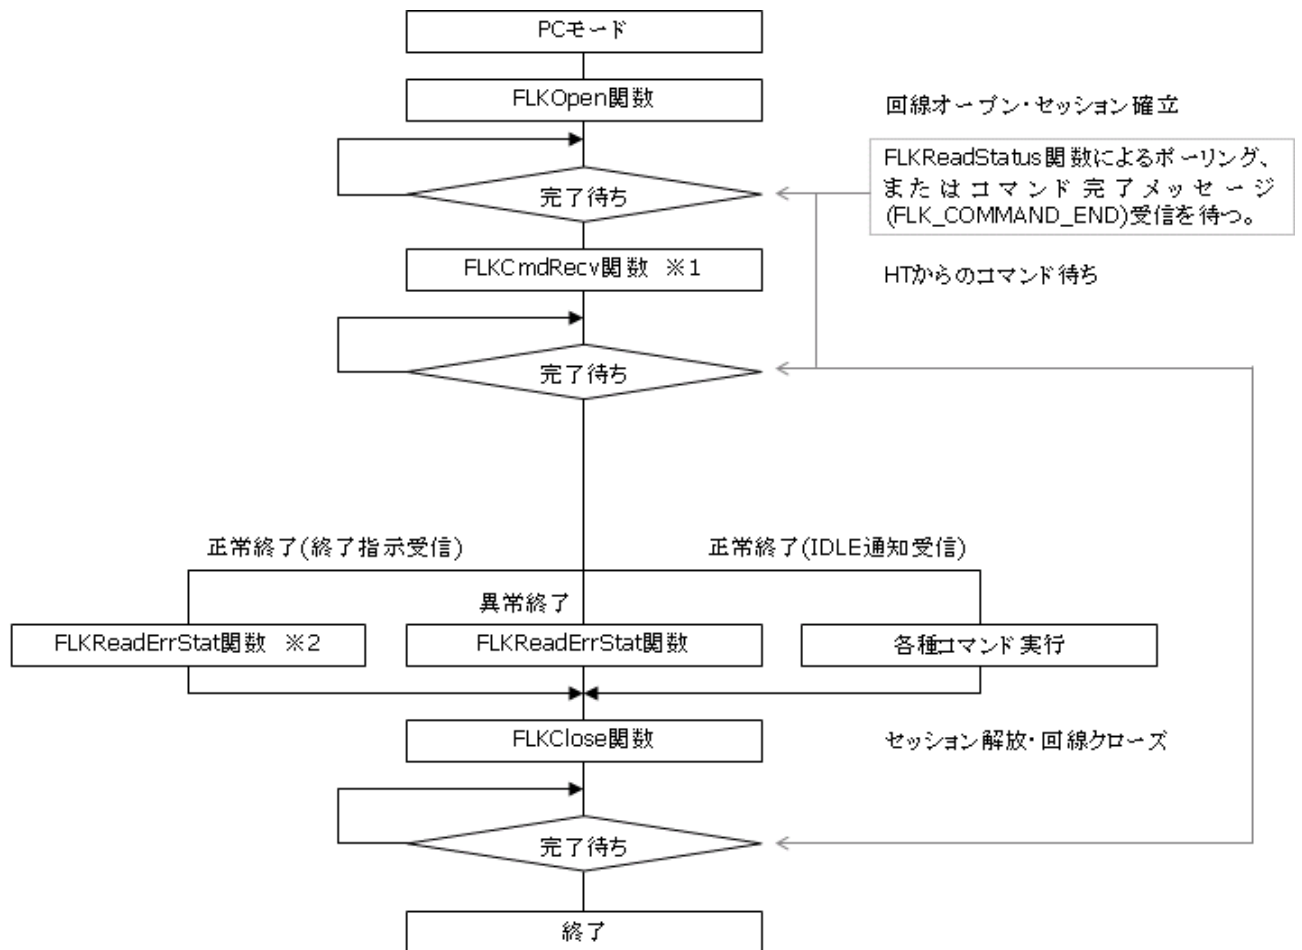 PCモード
FLKOpen関数
回線オープン・セッション確立
FLKReadStatus関数によるポーリング、
またはコマンド完了メッセージ
(FLK_COMMAND_END)受信を待つ。
完了待ち
FLKCmdRecv関数 ※1
HTからのコマンド待ち
完了待ち
正常終了(終了指示受信)
正常終了(IDLE通知受信)
異常終了
FLKReadErrStat関数 ※2
FLKReadErrStat関数
各種コマンド実行
FLKClose関数
セッション解放・回線クローズ
完了待ち
終了